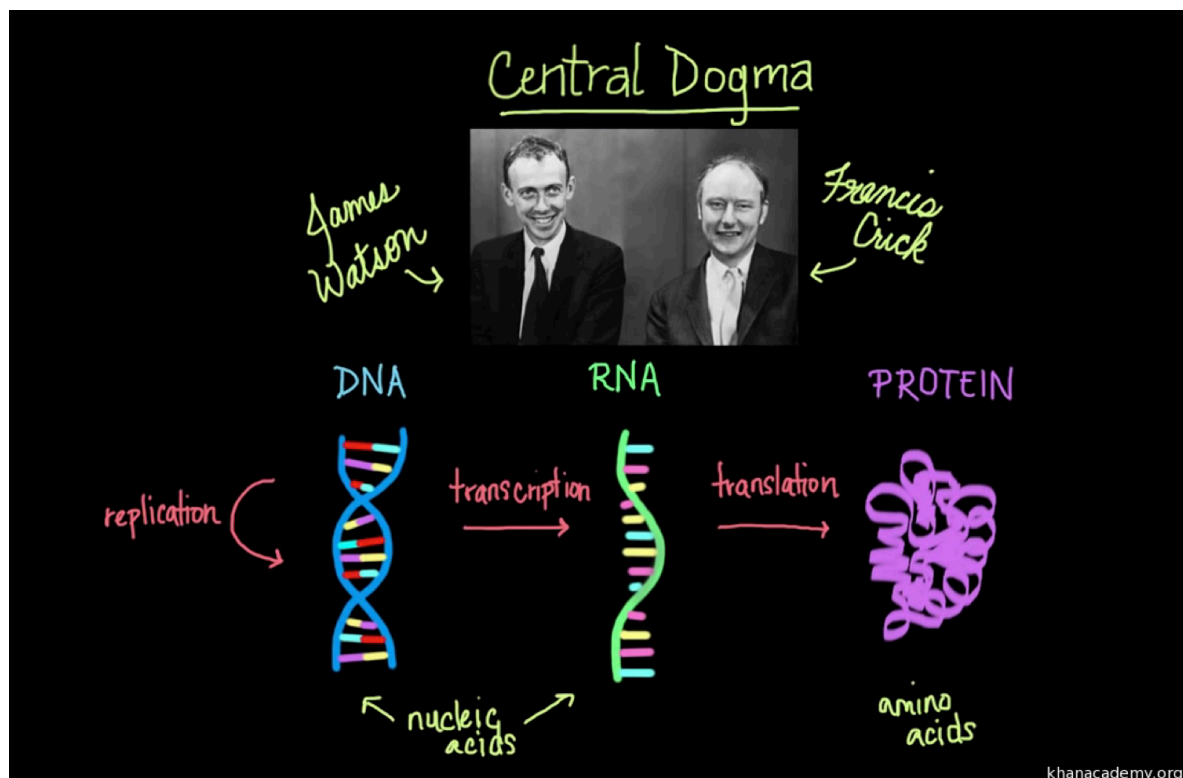 Central Dogma
James
Watson
Francis
Crick
DNA
RNA
PROTEIN
replication
transcription
translation
nucleic
acids
amino
acids
khanacademy.org